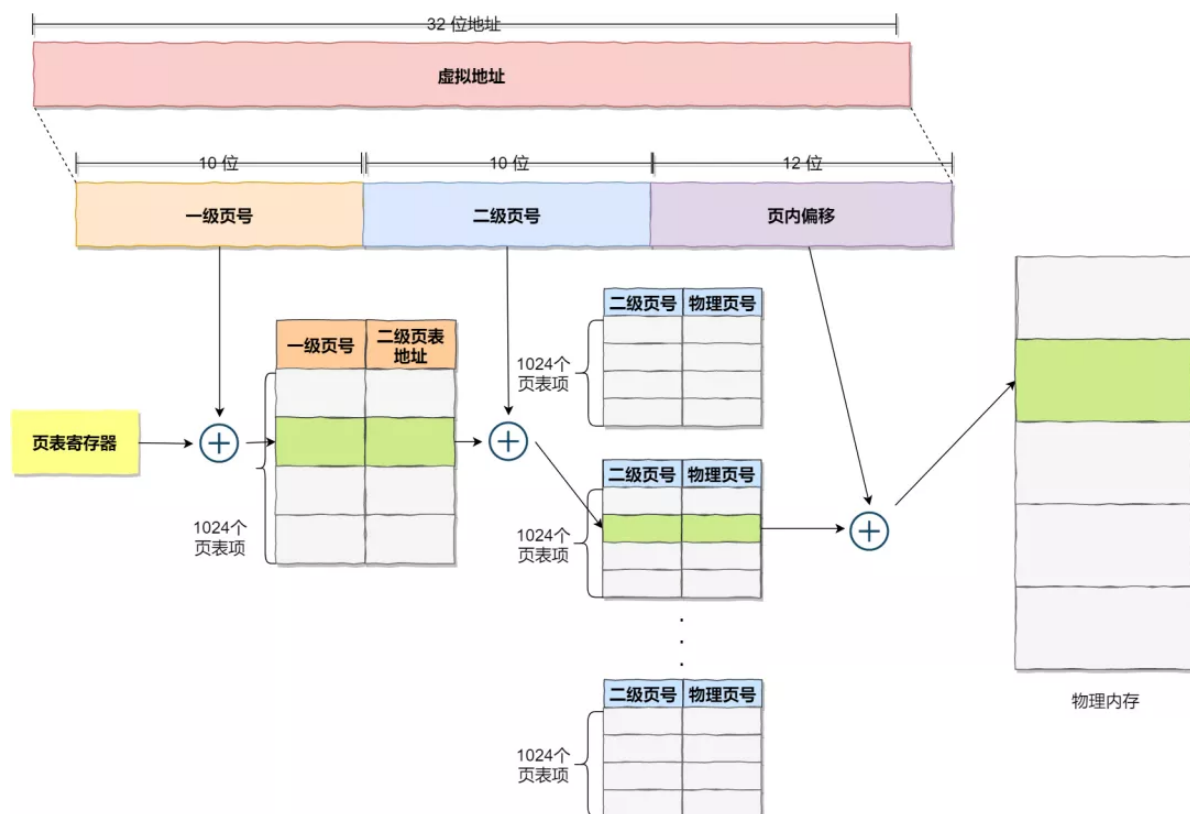 32 位地址
虚拟地址
10 位
10 位
12 位
一级页号
二级页号
页内偏移
二级页号
物理页号
一级页号
二级页表
地址
1024个
页表项
页表寄存器
二级页号
物理页号
1024个
页表项
1024个
页表项
二级页号
物理页号
物理内存
1024个
页表项